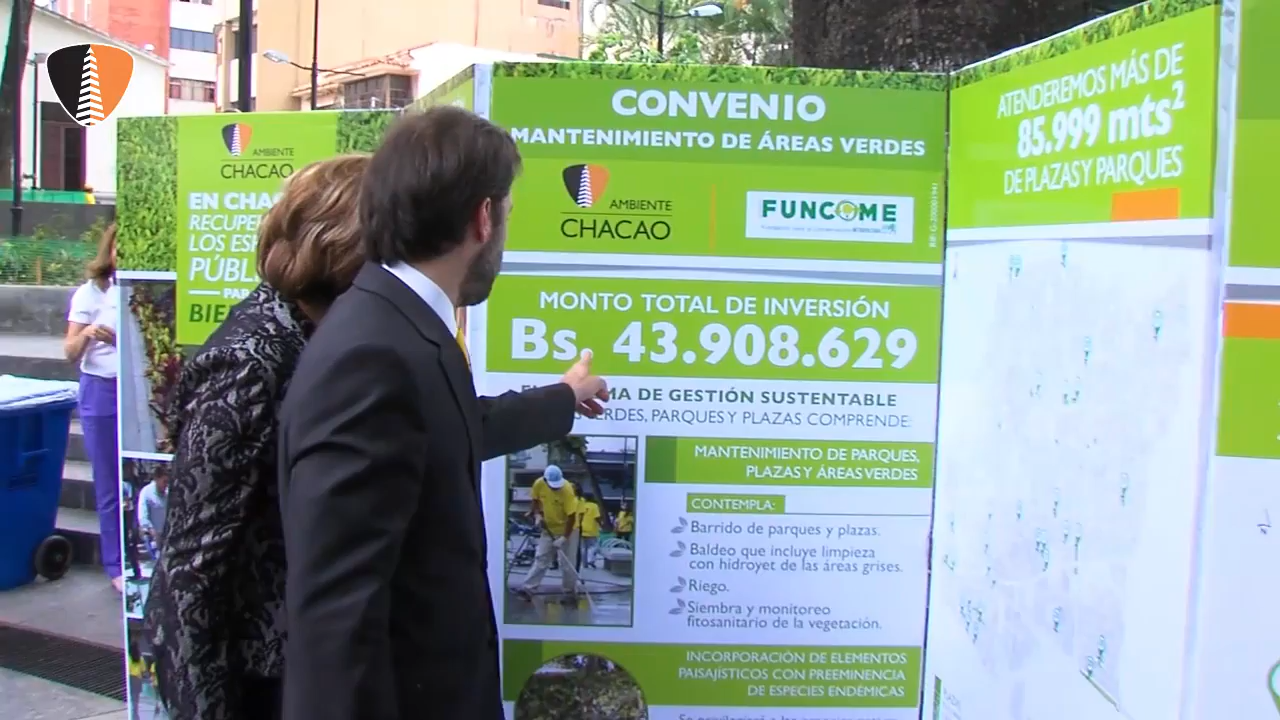 AMBIENTE
CHACAO
EN
RECUPE
LOS
PÚBL
BIE
CONVENIO
MANTENIMIENTO DE ÁREAS VERDES
AMBIENTE
CHACAO
FUNCOME
MONTO TOTAL DE INVERSIÓN
Bs. 43.908.629
MA DE GESTIÓN SUSTENTABLE
VERDES, PARQUES Y PLAZAS COMPRENDE:
MANTENIMIENTO DE PARQUES,
PLAZAS Y ÁREAS VERDES
CONTEMPLA:
Barrido de parques y plazas.
Baldeo que incluye limpieza
con hidroyet de las áreas grises.
Riego.
Siembra y monitoreo
fitosanitario de la vegetación.
INCORPORACIÓN DE ELEMENTOS
PAISAJÍSTICOS CON PREEMINENCIA
DE ESPECIES ENDÉMICAS
ATENDEREMOS MÁS DE
85.999 mts²
DE PLAZAS Y PARQUES